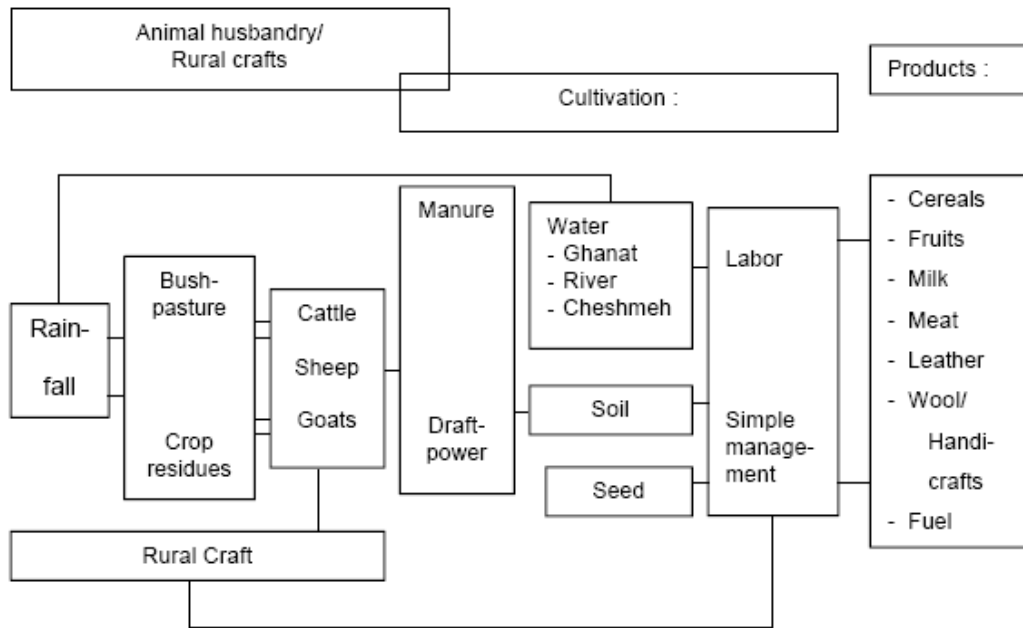 Animal husbandry/
Rural crafts
Cultivation :
Products :
Rain-
fall
Bush-
pasture
Crop
residues
Cattle
Sheep
Goats
Manure
Draft-
power
Water
- Ghanat
- River
- Cheshmeh
Soil
Seed
Labor
Simple
manage-
ment
- Cereals
- Fruits
- Milk
- Meat
- Leather
- Wool/
Handi-
crafts
- Fuel
Rural Craft